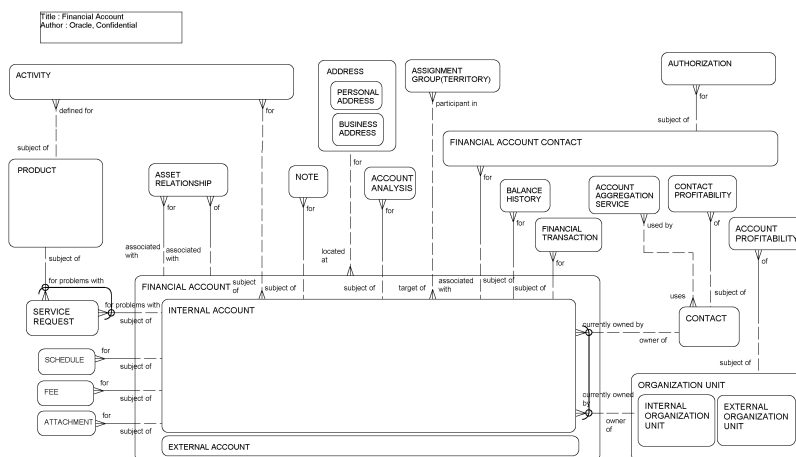 Title : Financial Account
Author : Oracle, Confidential
ACTIVITY
ADDRESS
PERSONAL
ADDRESS
BUSINESS
ADDRESS
ASSIGNMENT
GROUP(TERRITORY)
AUTHORIZATION
defined for
for
participant in
for
subject of
subject of
FINANCIAL ACCOUNT CONTACT
PRODUCT
ASSET
RELATIONSHIP
NOTE
for
ACCOUNT
ANALYSIS
for
BALANCE
HISTORY
ACCOUNT
AGGREGATION
SERVICE
CONTACT
PROFITABILITY
for
of
for
for
for
used by
of
FINANCIAL
TRANSACTION
ACCOUNT
PROFITABILITY
subject of
associated
with
associated
with
located
at
for
of
for problems with
FINANCIAL ACCOUNT
subject
of
subject of
subject of
target of
associated
with
subject of
subject of
uses
subject of
SERVICE
REQUEST
for problems with
subject of
INTERNAL ACCOUNT
CONTACT
currently owned by
owner of
SCHEDULE
for
subject of
subject of
FEE
for
subject of
ORGANIZATION UNIT
currently owned
by
owner
of
INTERNAL
ORGANIZATION
UNIT
EXTERNAL
ORGANIZATION
UNIT
ATTACHMENT
for
subject of
EXTERNAL ACCOUNT